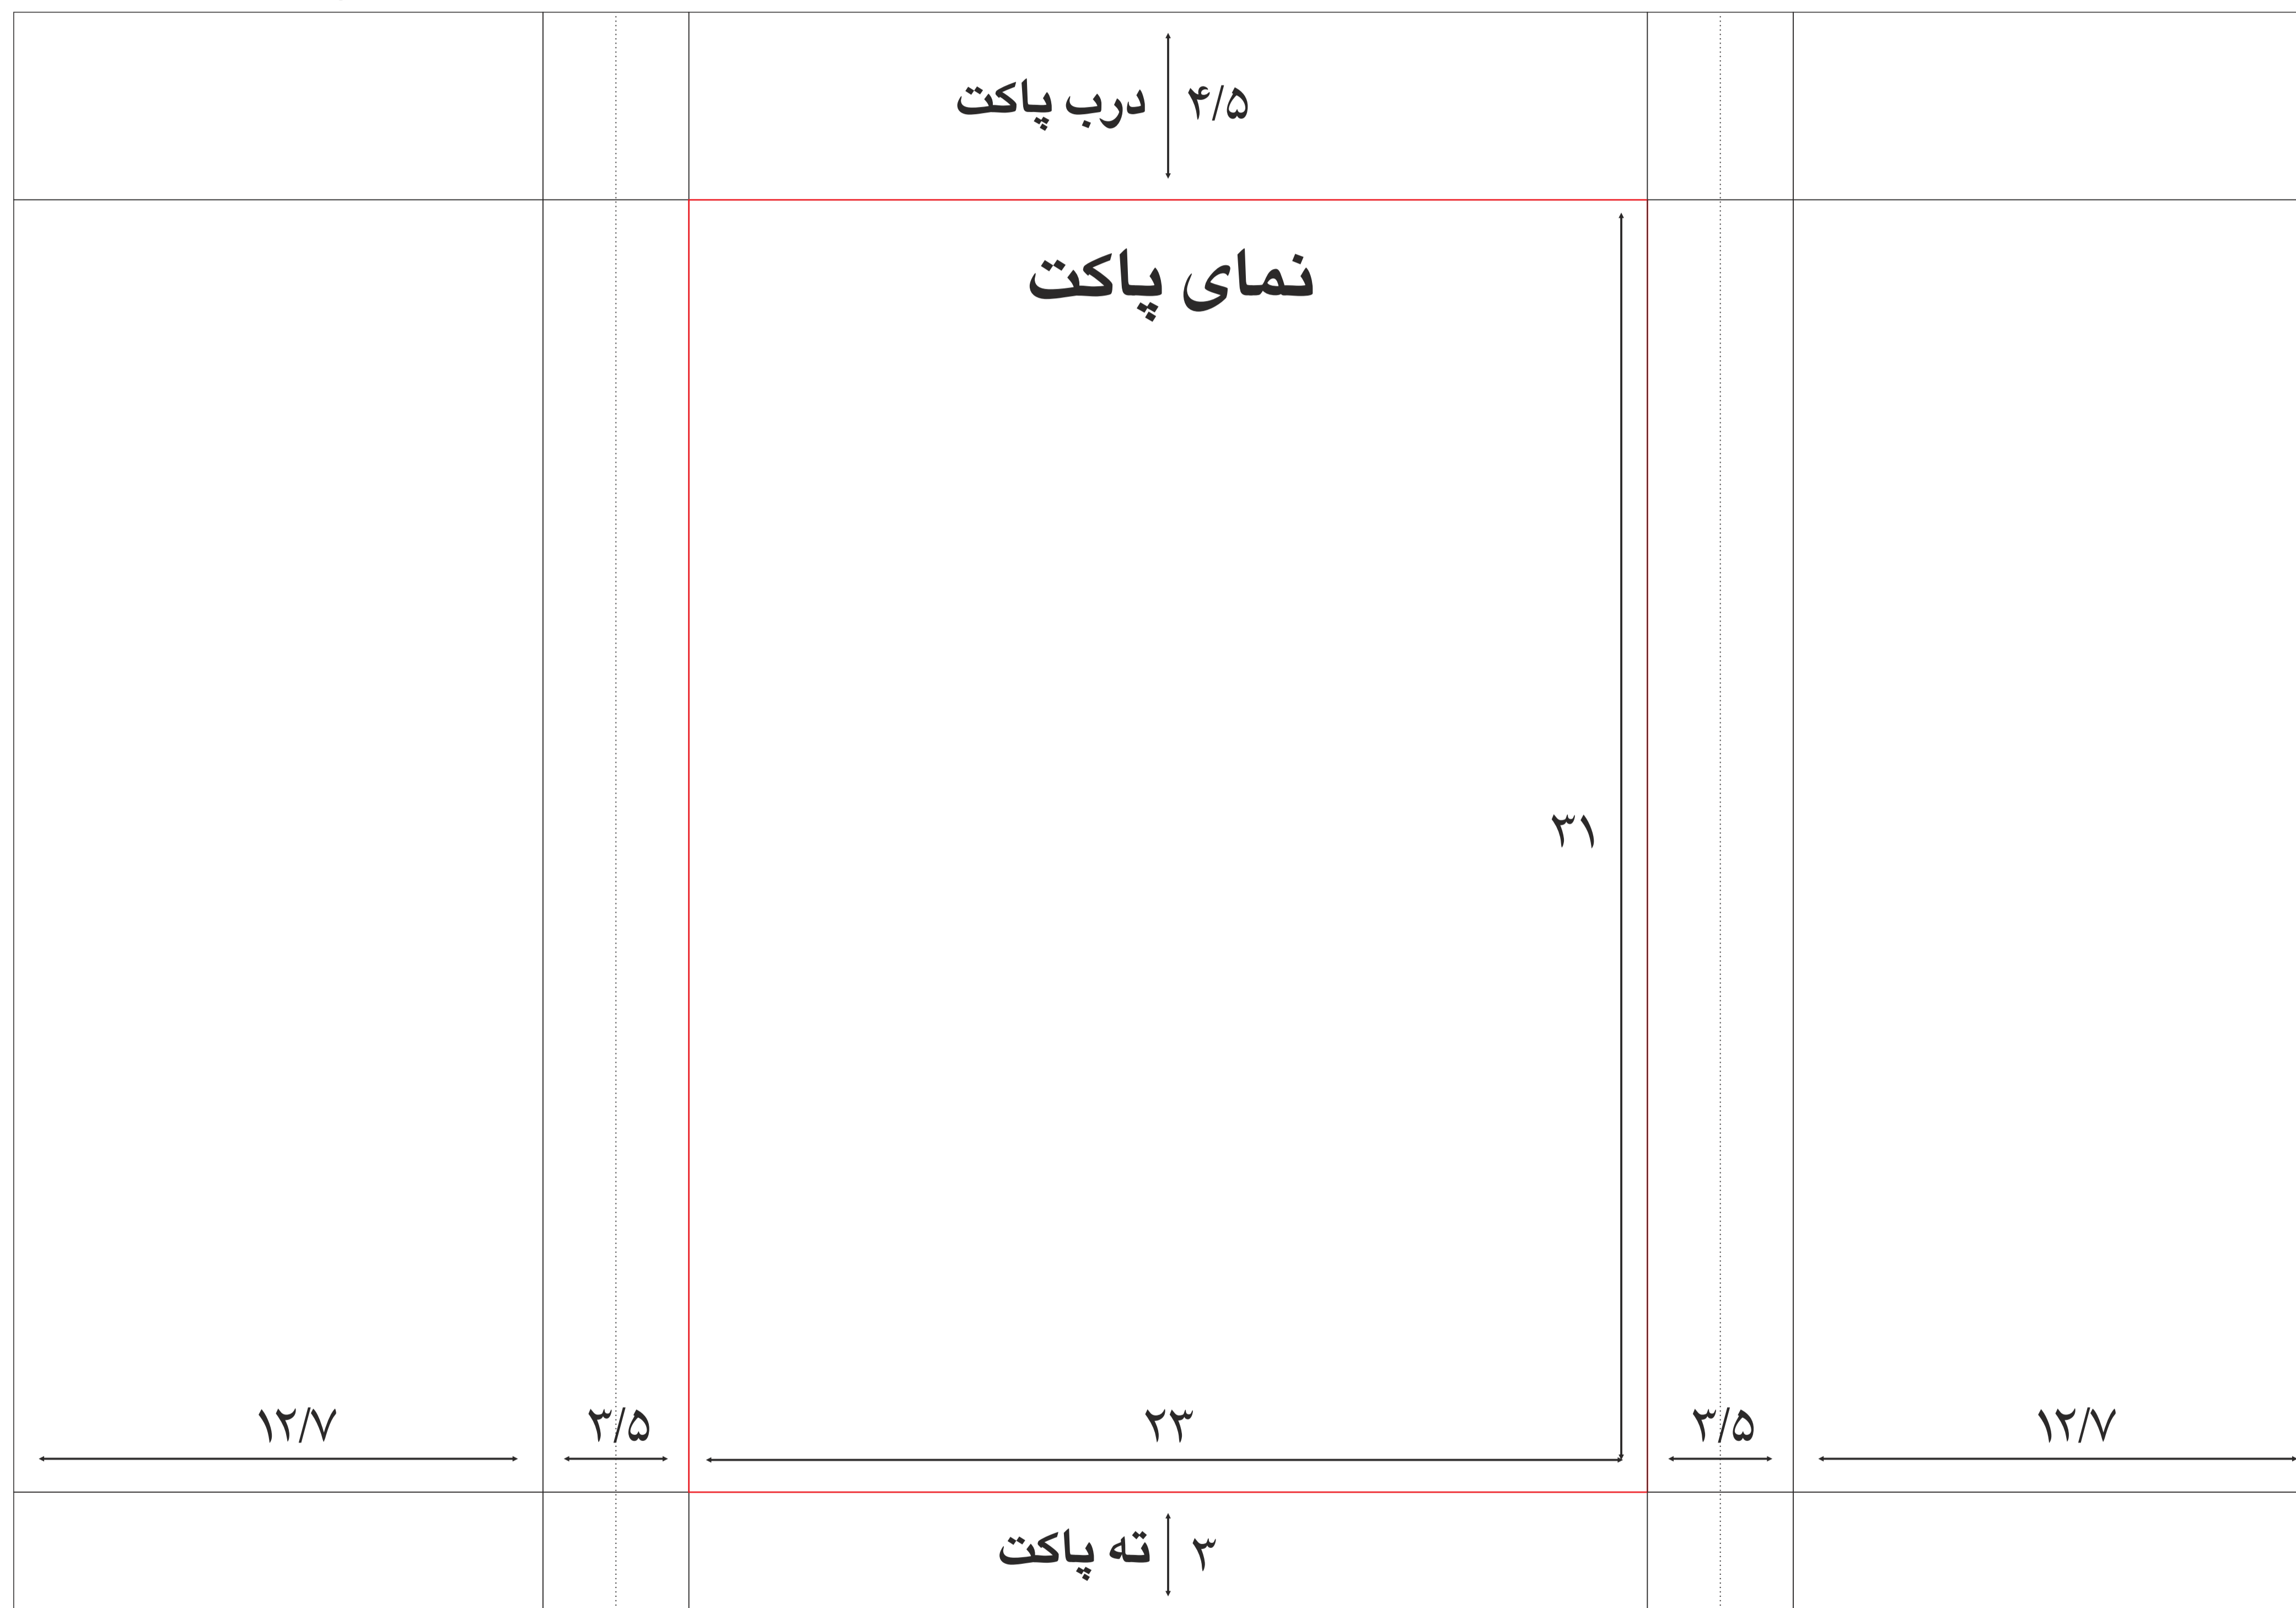 ۴/۵ درب پاکت
نمای پاکت
۳۱
۱۲/۷ ۳/۵ ۲۳ ۳/۵ ۱۲/۷
۳ ته پاکت